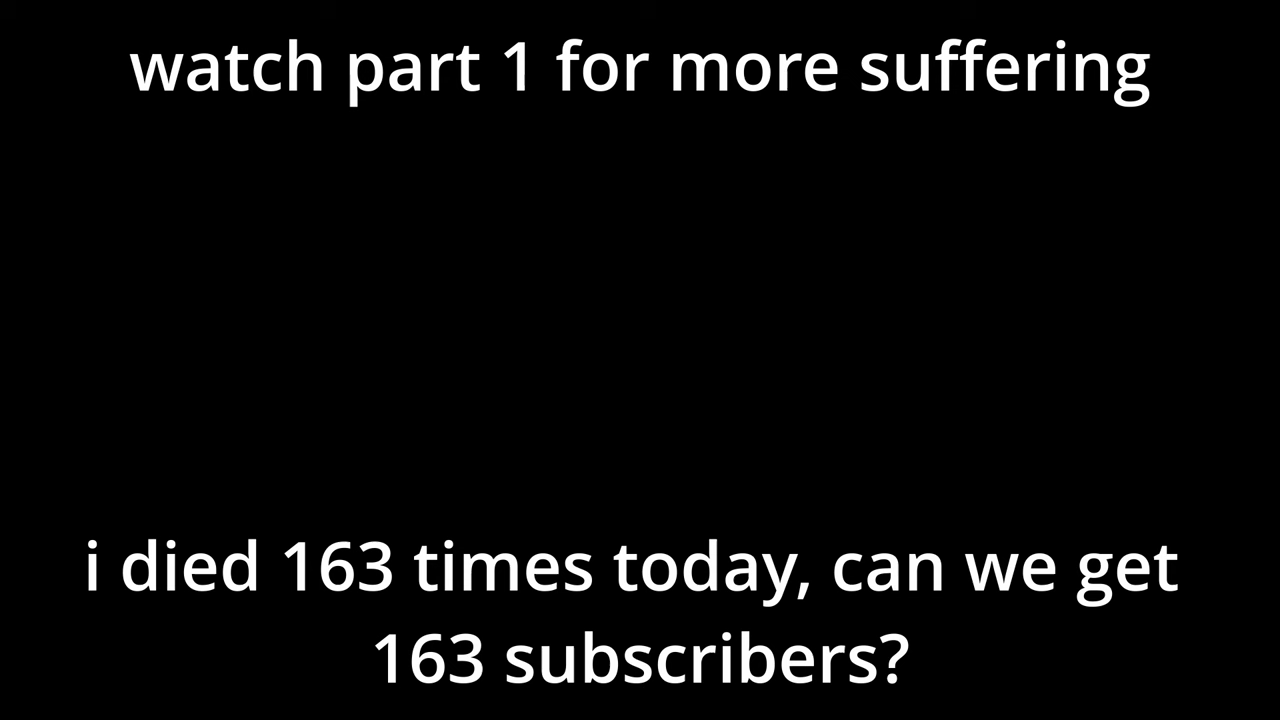 watch part 1 for more suffering
i died 163 times today, can we get
163 subscribers?